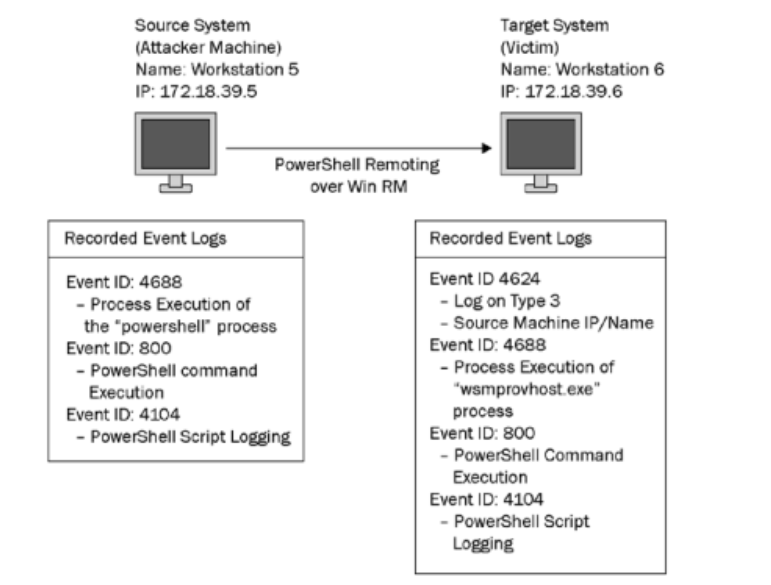 Source System
(Attacker Machine)
Name: Workstation 5
IP: 172.18.39.5
Target System
(Victim)
Name: Workstation 6
IP: 172.18.39.6
PowerShell Remoting
over Win RM
Recorded Event Logs
Event ID: 4688
– Process Execution of
the "powershell" process
Event ID: 800
– PowerShell command
Execution
Event ID: 4104
– PowerShell Script Logging
Recorded Event Logs
Event ID 4624
– Log on Type 3
– Source Machine IP/Name
Event ID: 4688
– Process Execution of
"wsmprovhost.exe"
process
Event ID: 800
– PowerShell Command
Execution
Event ID: 4104
– PowerShell Script
Logging